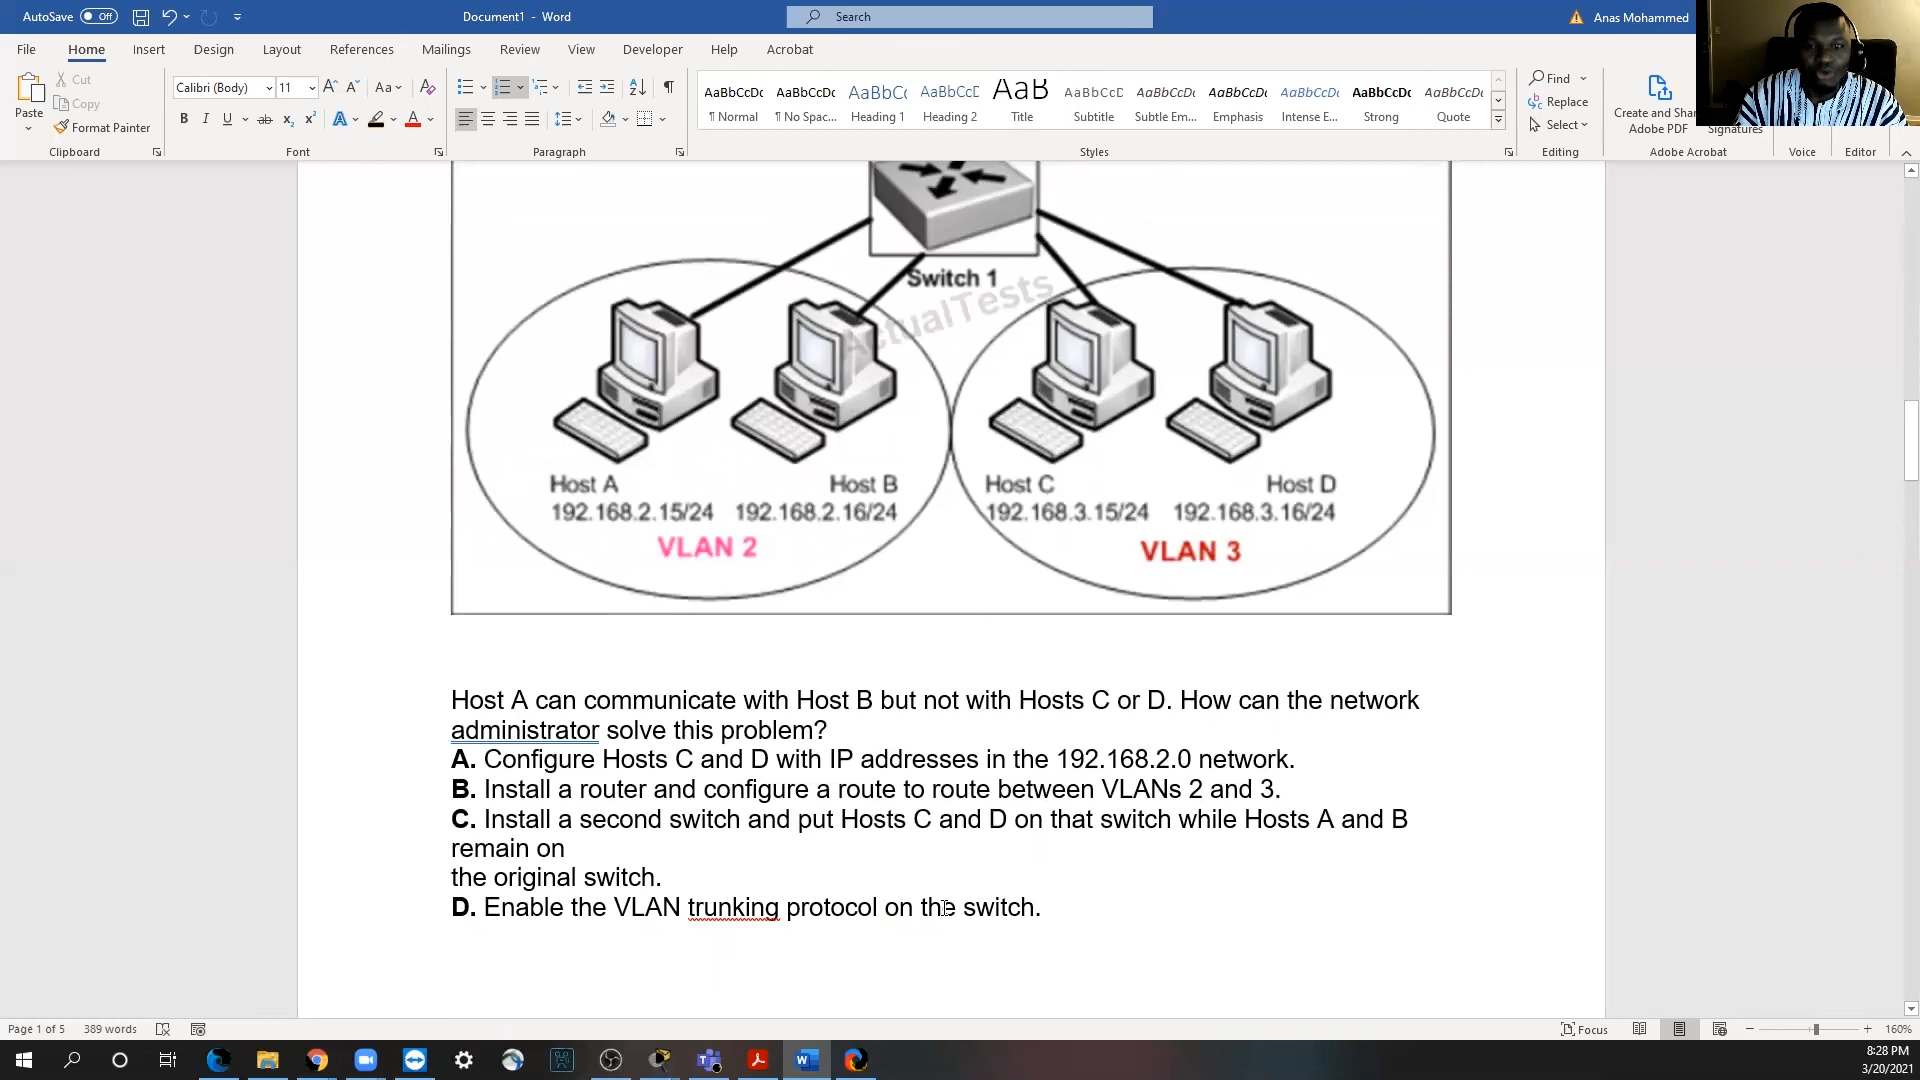 AutoSave Off Document1 - Word Search Anas Mohammed
File Home Insert Design Layout References Mailings Review View Developer Help Acrobat
Paste
Cut
Copy
Format Painter
Clipboard
Calibri (Body) 11
Font
Paragraph
AaBbCcDc ¶ Normal
AaBbCcDc ¶ No Spac...
AaBbC Heading 1
AaBbCcD Heading 2
AaB Title
AaBbCcD Subtitle
AaBbCcDc Subtle Em...
AaBbCcDc Emphasis
AaBbCcDc Intense E...
AaBbCcDc Strong
AaBbCcDc Quote
Styles
Find
Replace
Select
Editing
Create and Share
Adobe PDF
Signatures
Adobe Acrobat
Voice
Editor
Switch 1
ActualTests
Host A Host B Host C Host D
192.168.2.15/24 192.168.2.16/24 192.168.3.15/24 192.168.3.16/24
VLAN 2 VLAN 3
Host A can communicate with Host B but not with Hosts C or D. How can the network
administrator solve this problem?
A. Configure Hosts C and D with IP addresses in the 192.168.2.0 network.
B. Install a router and configure a route to route between VLANs 2 and 3.
C. Install a second switch and put Hosts C and D on that switch while Hosts A and B
remain on
the original switch.
D. Enable the VLAN trunking protocol on the switch.
Page 1 of 5 389 words Focus 160%
8:28 PM
3/20/2021